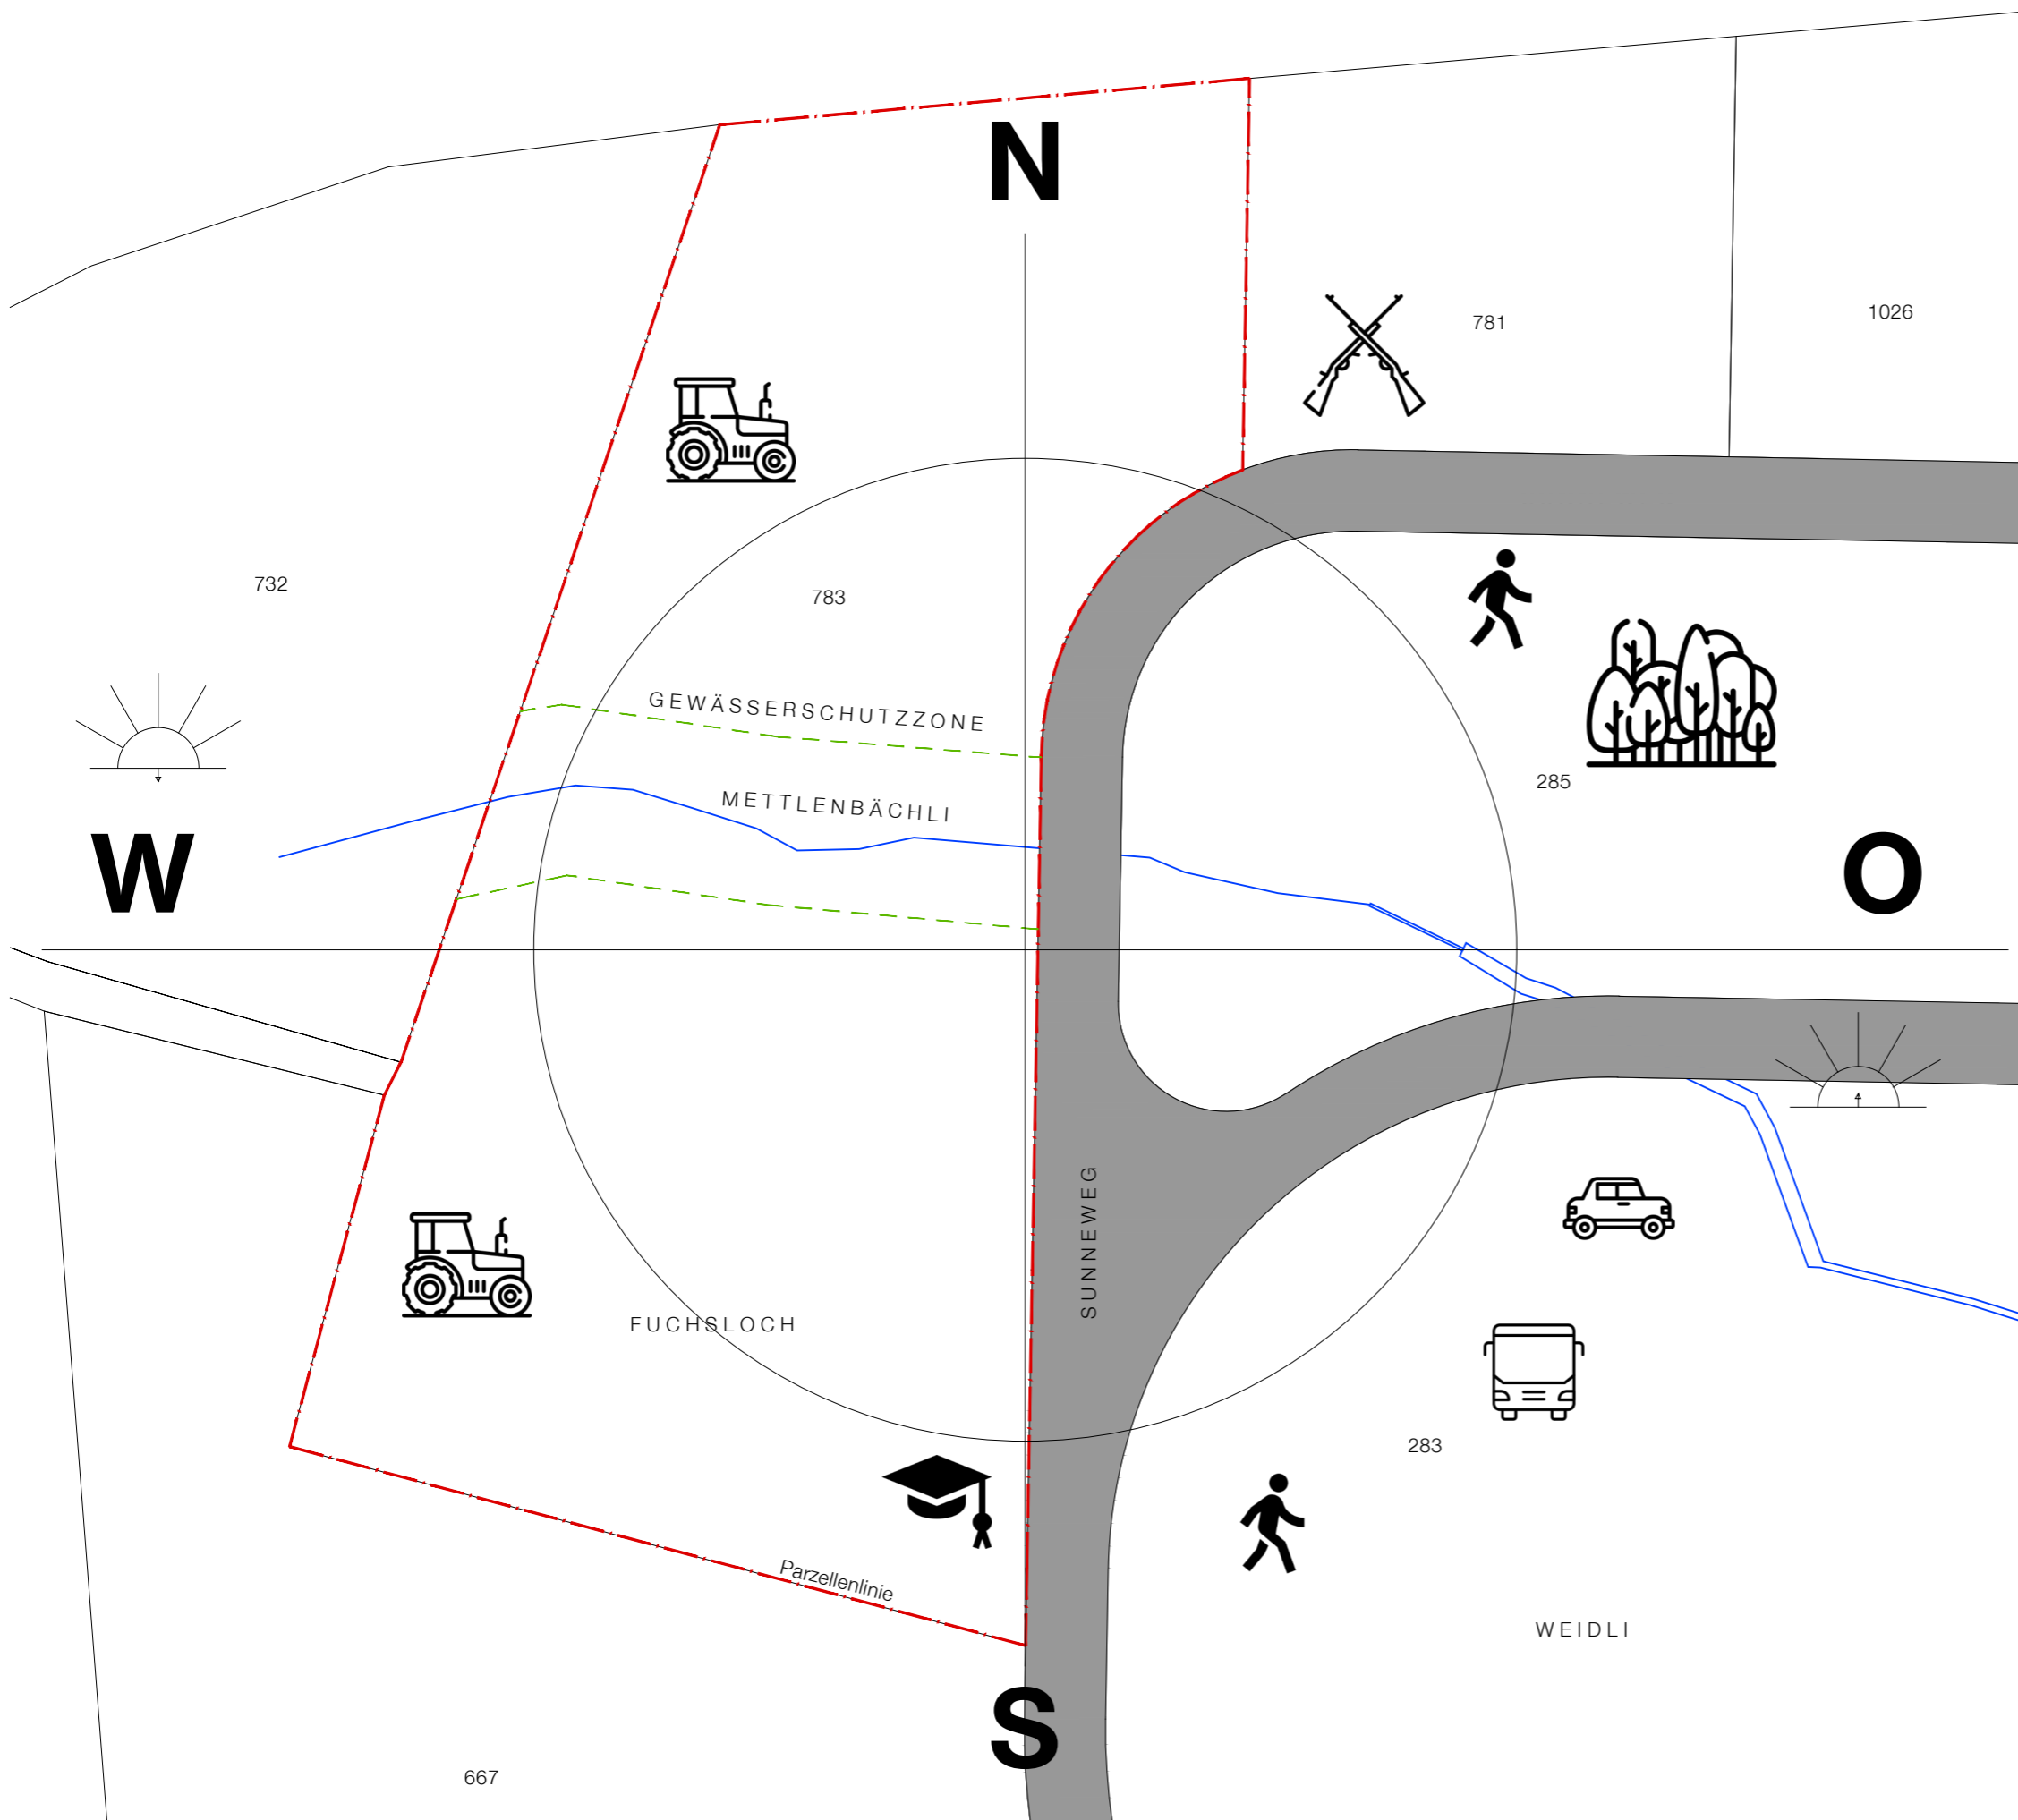 N
781
1026
732
783
GEWÄSSERSCHUTZZONE
METTLENBÄCHLI
285
W
O
SUNNEWEG
FUCHSLOCH
283
Parzellenlinie
WEIDLI
S
667